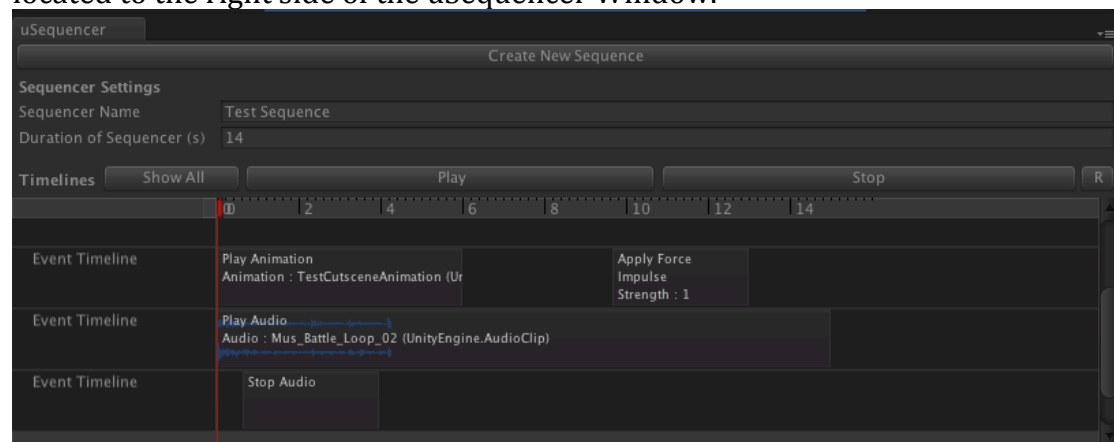 located to the right side of the uSequencer Window.
uSequencer
Create New Sequence
Sequencer Settings
Sequencer Name Test Sequence
Duration of Sequencer (s) 14
Timelines Show All Play Stop R
0 2 4 6 8 10 12 14
Event Timeline
Play Animation
Animation : TestCutsceneAnimation (Ur
Apply Force
Impulse
Strength : 1
Event Timeline
Play Audio
Audio : Mus_Battle_Loop_02 (UnityEngine.AudioClip)
Event Timeline
Stop Audio